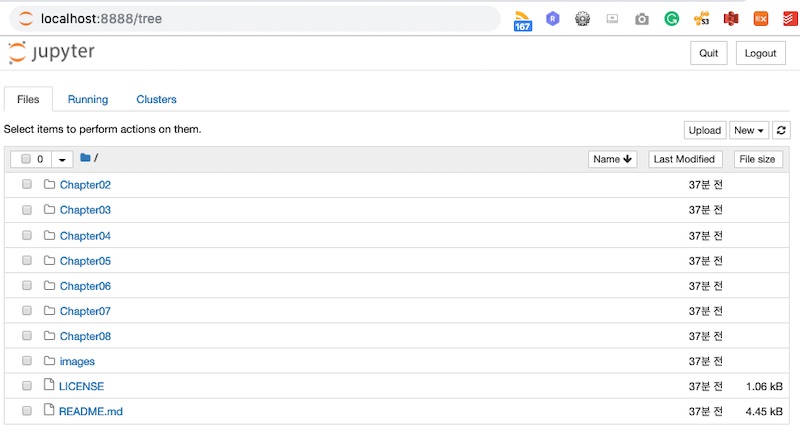 localhost:8888/tree
167
R
G
S3
EX
jupyter
Quit
Logout
Files
Running
Clusters
Select items to perform actions on them.
Upload
New
0
/
Name
Last Modified
File size
Chapter02 37분 전
Chapter03 37분 전
Chapter04 37분 전
Chapter05 37분 전
Chapter06 37분 전
Chapter07 37분 전
Chapter08 37분 전
images 37분 전
LICENSE 37분 전 1.06 kB
README.md 37분 전 4.45 kB